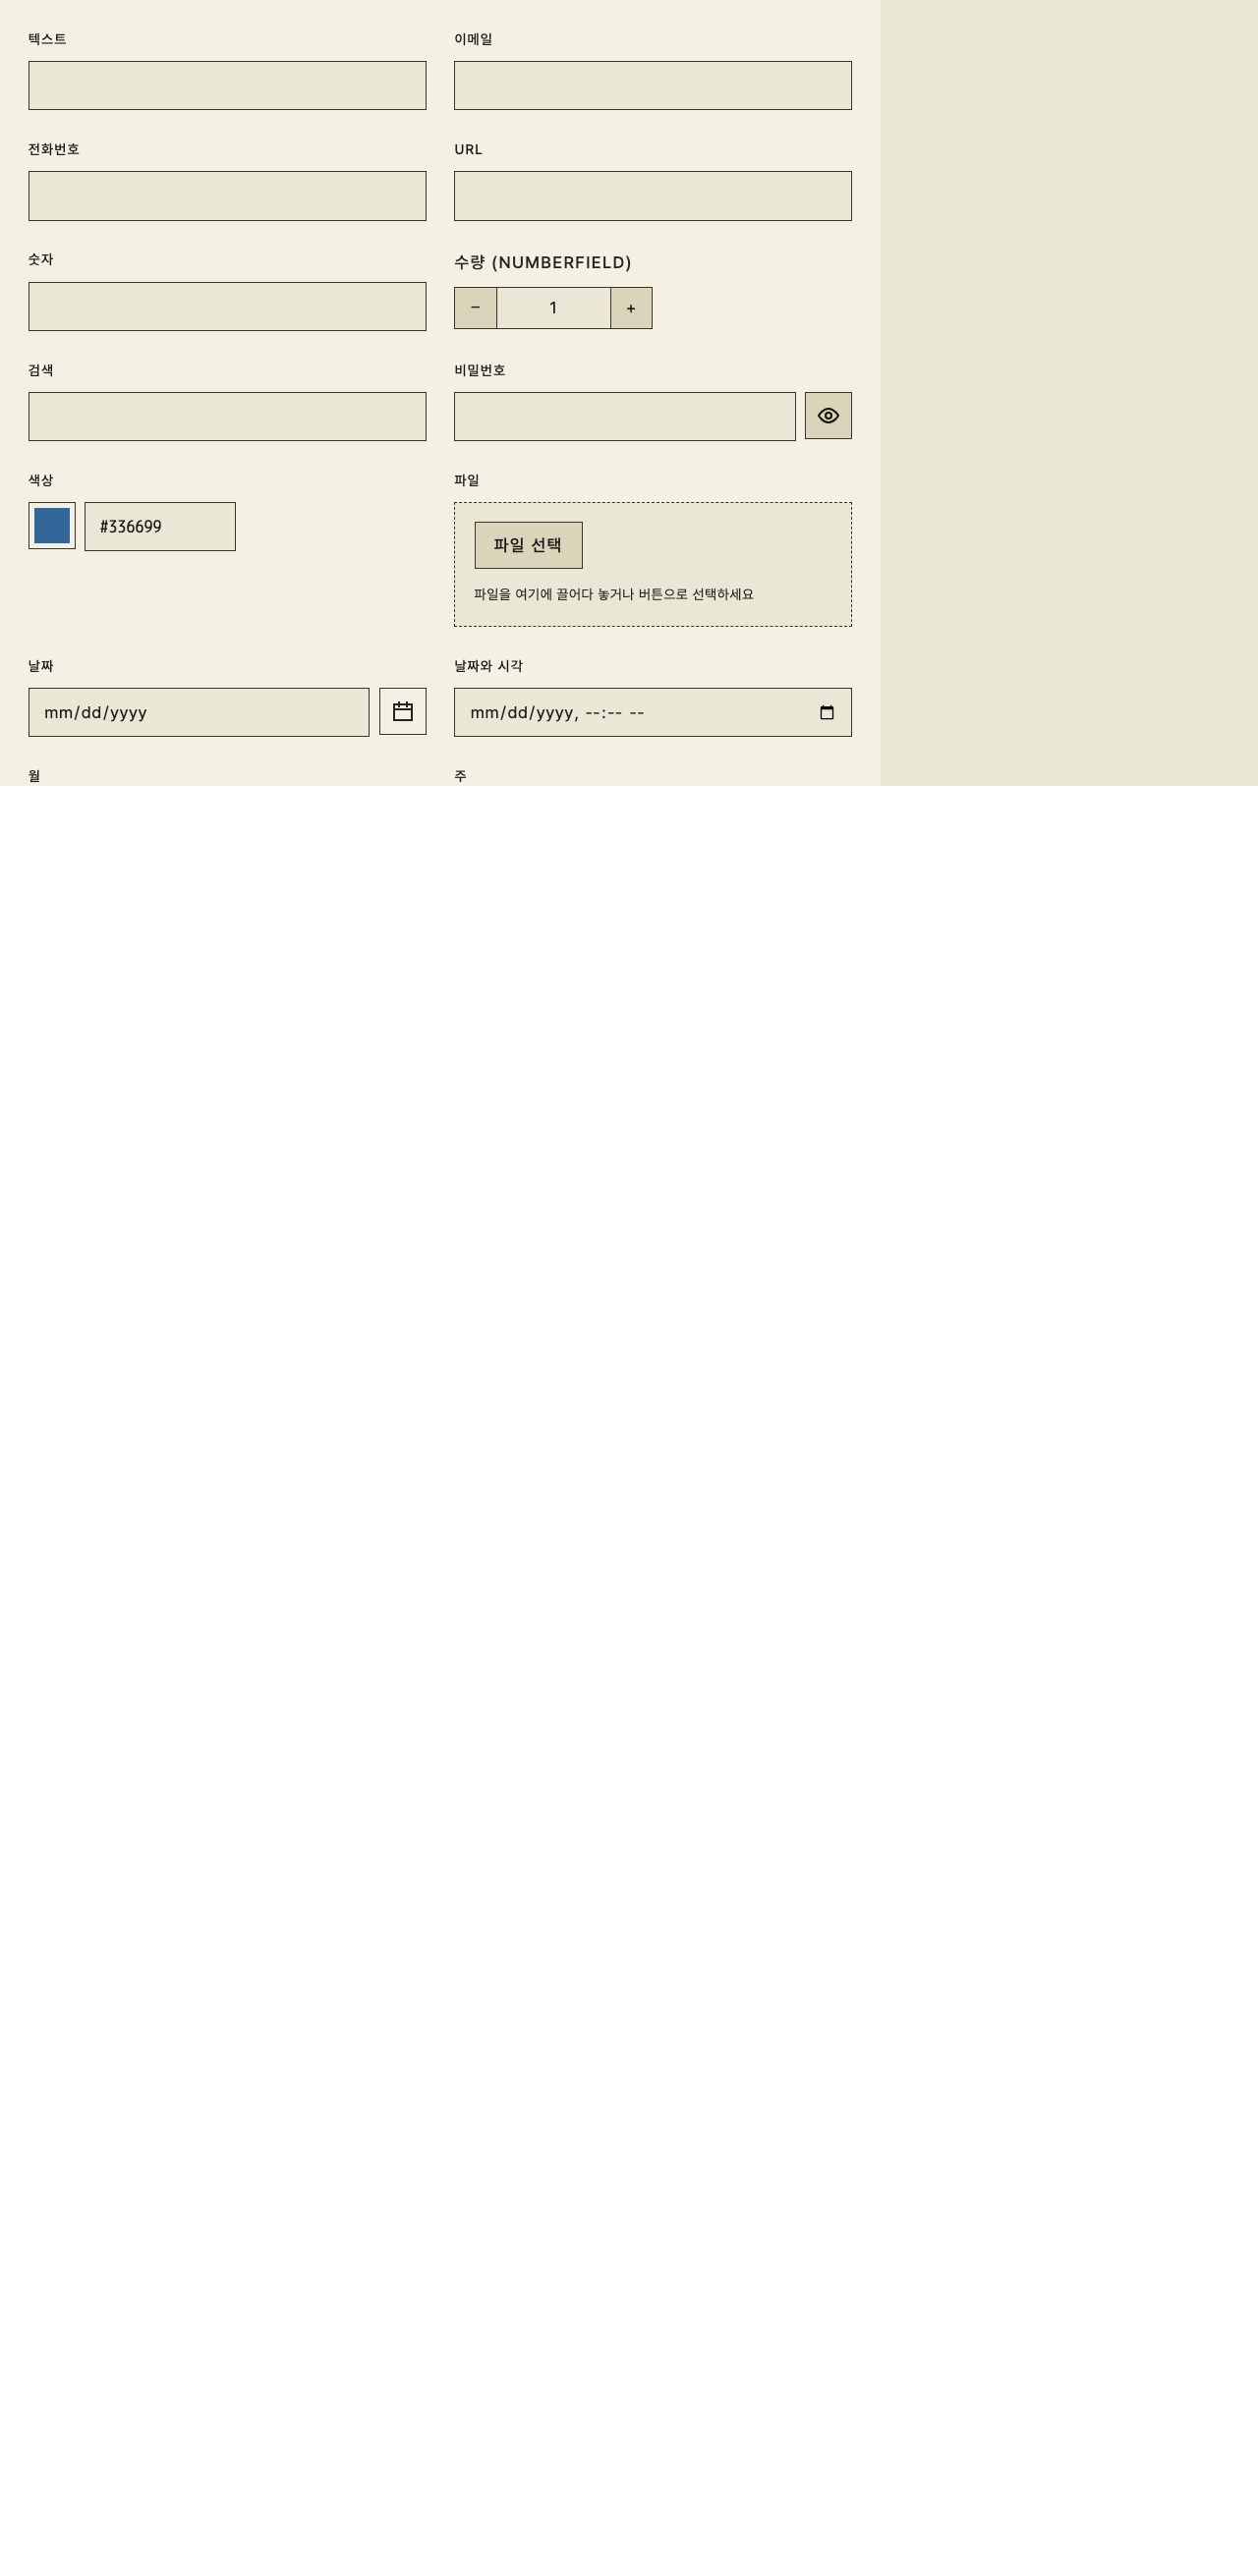 텍스트
이메일
전화번호
URL
숫자
수량 (NUMBERFIELD)
− 1 +
검색
비밀번호
색상
#336699
파일
파일 선택
파일을 여기에 끌어다 놓거나 버튼으로 선택하세요
날짜
mm/dd/yyyy
날짜와 시각
mm/dd/yyyy, --:-- --
월
주